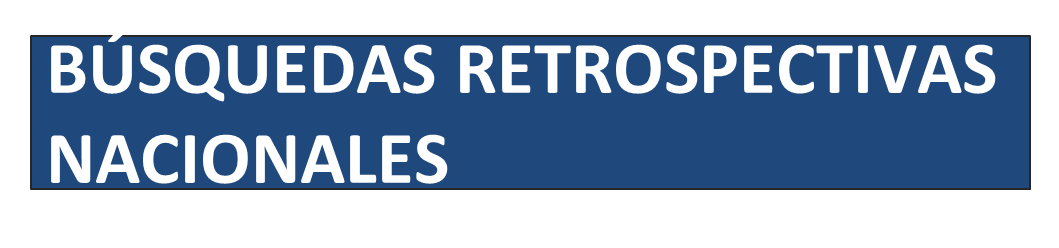 BÚSQUEDAS RETROSPECTIVAS
NACIONALES